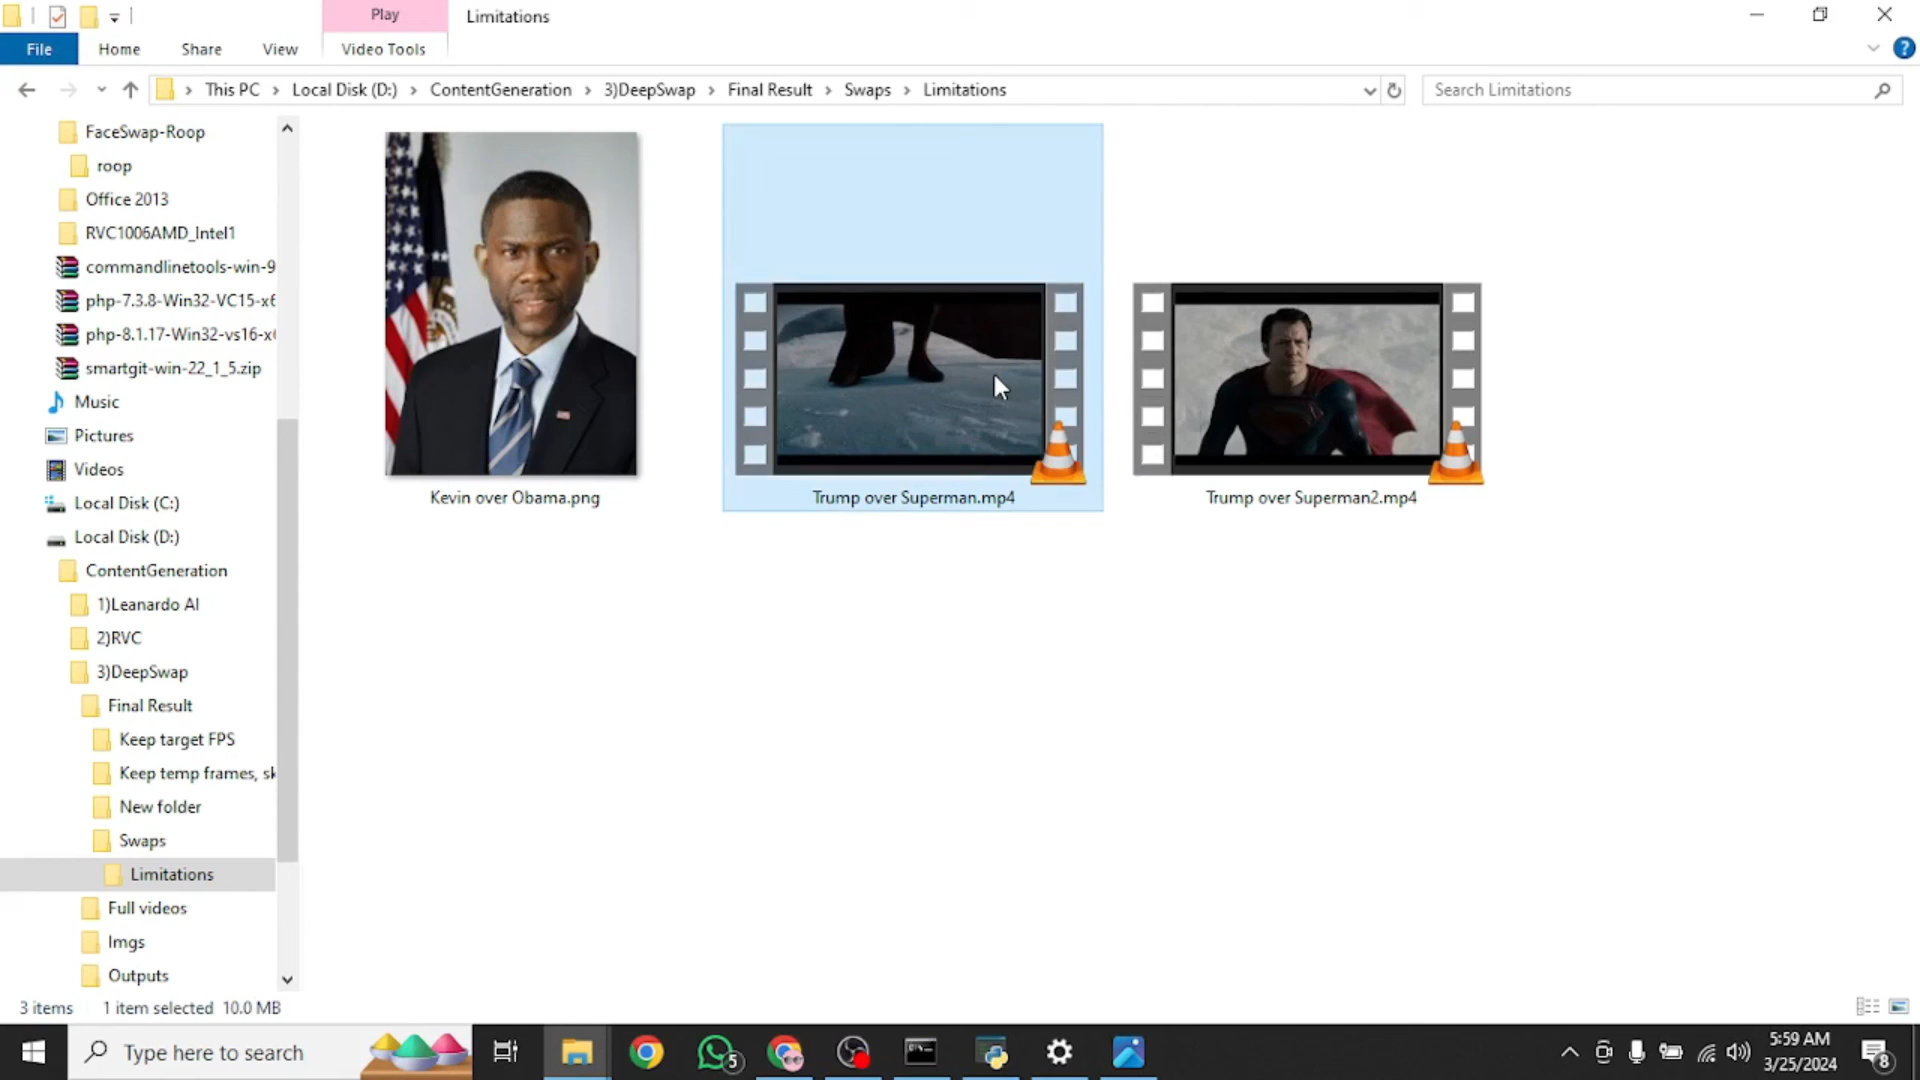 Play
Limitations
File
Home
Share
View
Video Tools
This PC
Local Disk (D:)
ContentGeneration
3)DeepSwap
Final Result
Swaps
Limitations
Search Limitations
FaceSwap-Roop
roop
Office 2013
RVC1006AMD_Intel1
commandlinetools-win-9
php-7.3.8-Win32-VC15-x6
php-8.1.17-Win32-vs16-x
smartgit-win-22_1_5.zip
Music
Pictures
Videos
Local Disk (C:)
Local Disk (D:)
ContentGeneration
1)Leanardo AI
2)RVC
3)DeepSwap
Final Result
Keep target FPS
Keep temp frames, sk
New folder
Swaps
Limitations
Full videos
Imgs
Outputs
Kevin over Obama.png
Trump over Superman.mp4
Trump over Superman2.mp4
3 items
1 item selected 10.0 MB
Type here to search
5
5:59 AM
3/25/2024
8